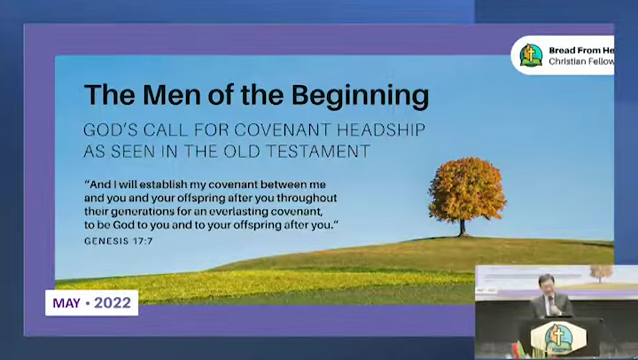 Bread From
Christian
The Men of the Beginning
GOD'S CALL FOR COVENANT HEADSHIP
AS SEEN IN THE OLD TESTAMENT
"And I will establish my covenant between me
and you and your offspring after you throughout
their generations for an everlasting covenant,
to be God to you and to your offspring after you."
GENESIS 17:7
MAY • 2022